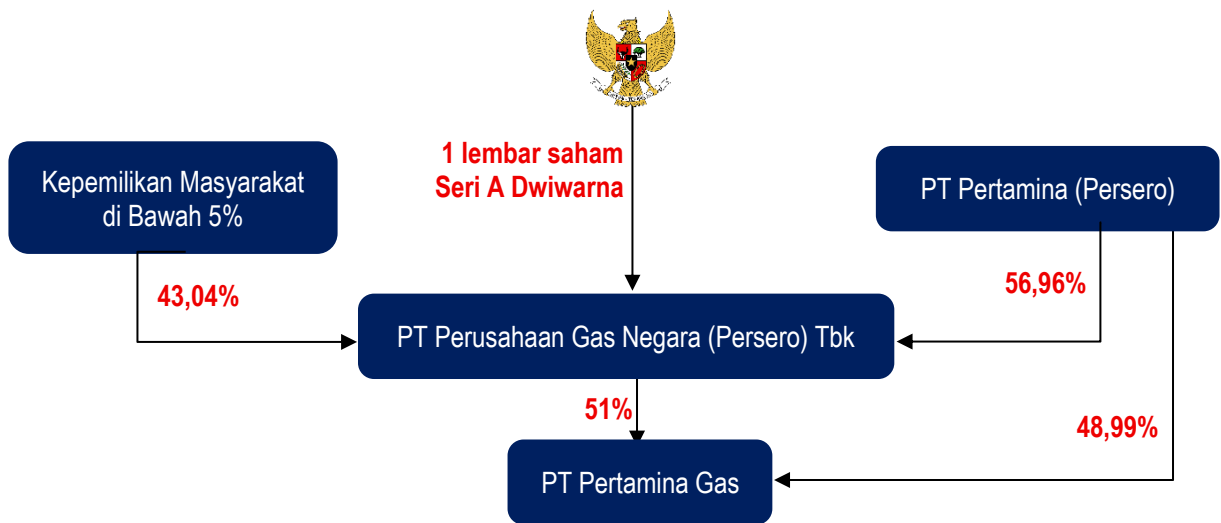 1 lembar saham
Seri A Dwiwarna
Kepemilikan Masyarakat
di Bawah 5%
PT Pertamina (Persero)
43,04%
56,96%
PT Perusahaan Gas Negara (Persero) Tbk
51%
48,99%
PT Pertamina Gas